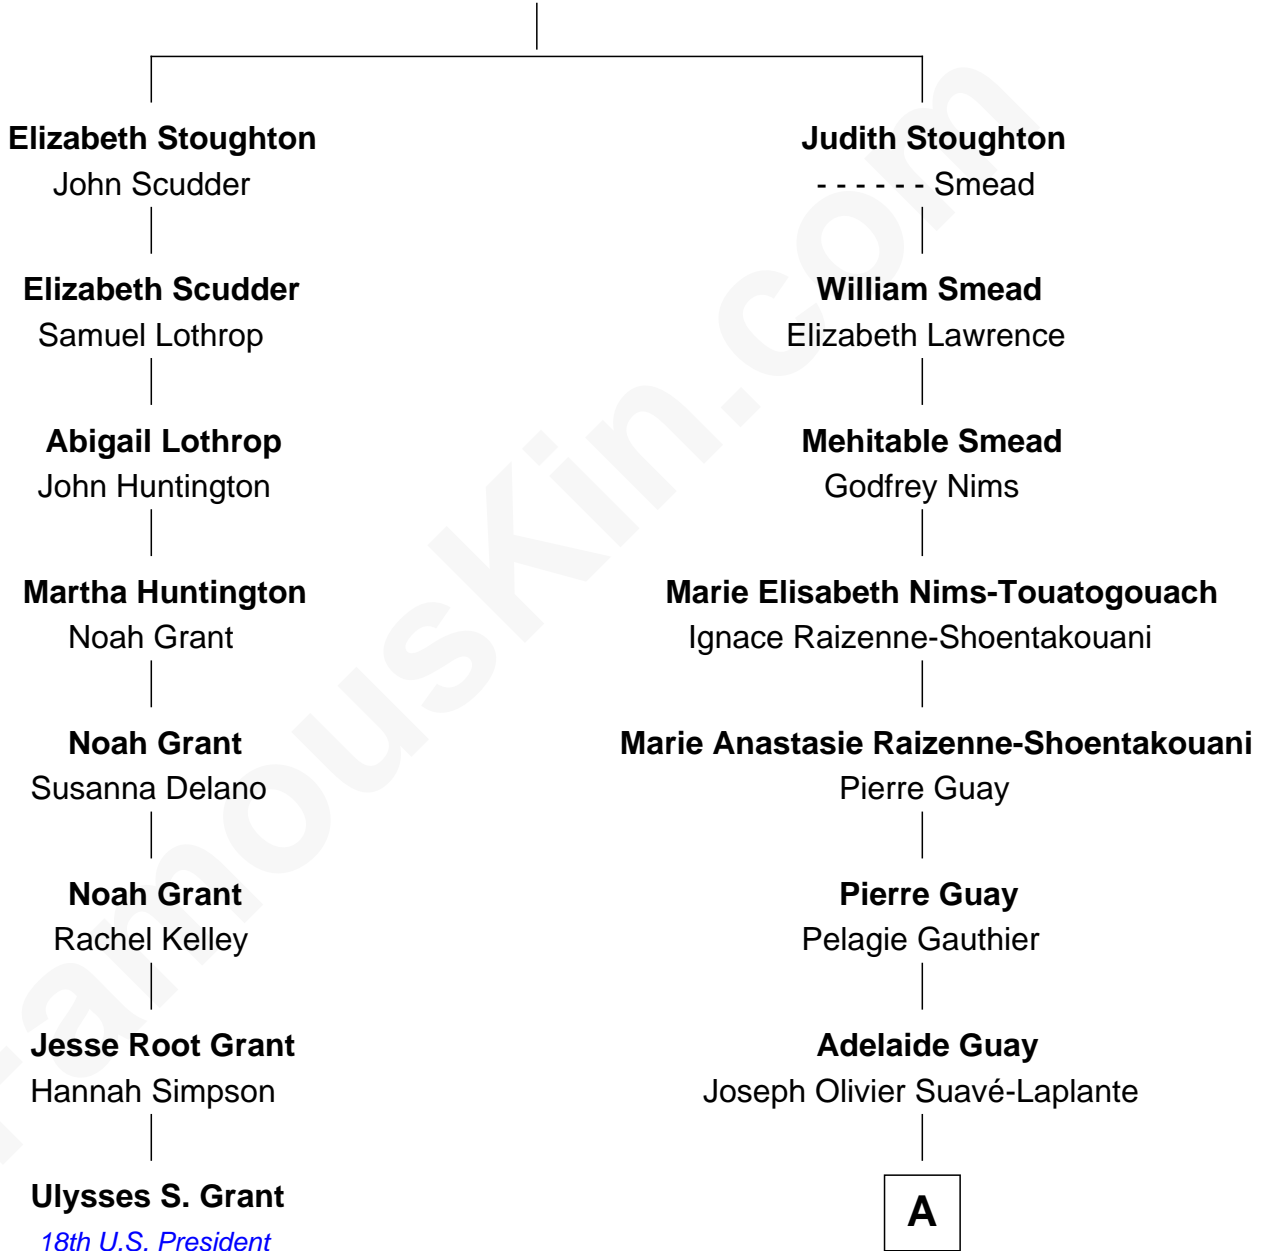 Elizabeth Stoughton
John Scudder
Elizabeth Scudder
Samuel Lothrop
Abigail Lothrop
John Huntington
Martha Huntington
Noah Grant
Noah Grant
Susanna Delano
Noah Grant
Rachel Kelley
Jesse Root Grant
Hannah Simpson
Ulysses S. Grant
18th U.S. President
Judith Stoughton
- - - - - - Smead
William Smead
Elizabeth Lawrence
Mehitable Smead
Godfrey Nims
Marie Elisabeth Nims-Touatogouach
Ignace Raizenne-Shoentakouani
Marie Anastasie Raizenne-Shoentakouani
Pierre Guay
Pierre Guay
Pelagie Gauthier
Adelaide Guay
Joseph Olivier Suavé-Laplante
A
FamousKin.com